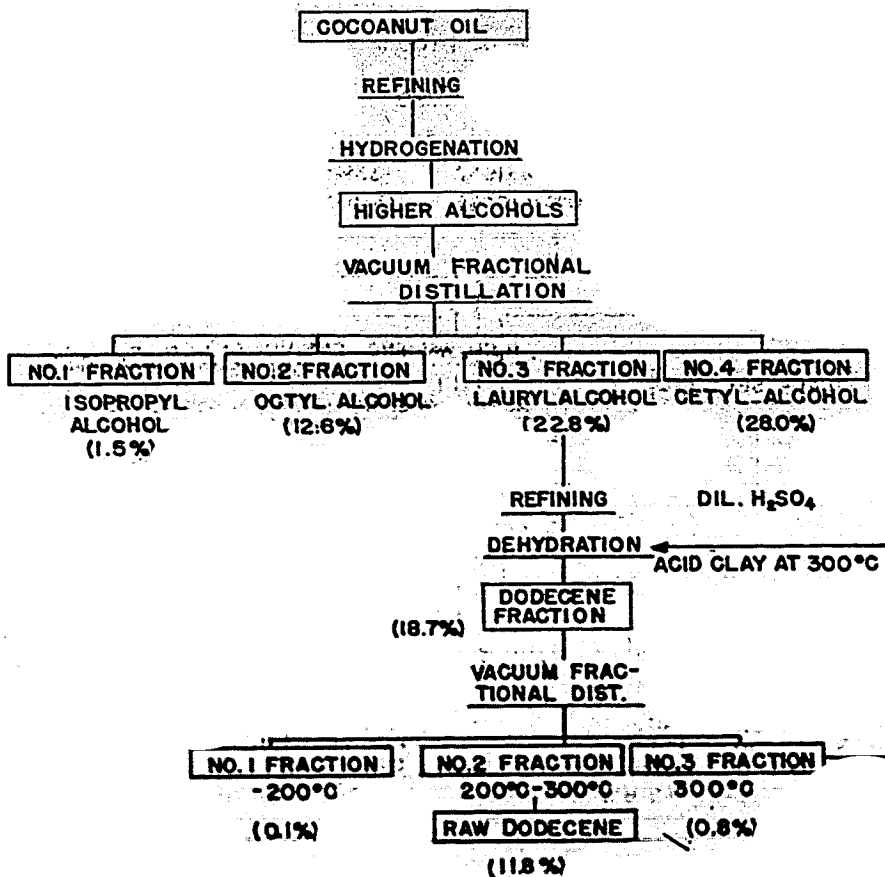 COCOANUT OIL
REFINING
HYDROGENATION
HIGHER ALCOHOLS
VACUUM FRACTIONAL
DISTILLATION
NO.1 FRACTION NO.2 FRACTION NO.3 FRACTION NO.4 FRACTION
ISOPROPYL OCTYL ALCOHOL LAURYLALCOHOL CETYL ALCOHOL
ALCOHOL (12.6%) (22.8%) (28.0%)
(1.5%)
REFINING DIL. H₂SO₄
DEHYDRATION
ACID CLAY AT 300°C
DODECENE
FRACTION
(18.7%)
VACUUM FRAC-
TIONAL DIST.
NO.1 FRACTION NO.2 FRACTION NO.3 FRACTION
-200°C 200°C-300°C 300°C
(0.1%) RAW DODECENE (0.8%)
(11.8%)